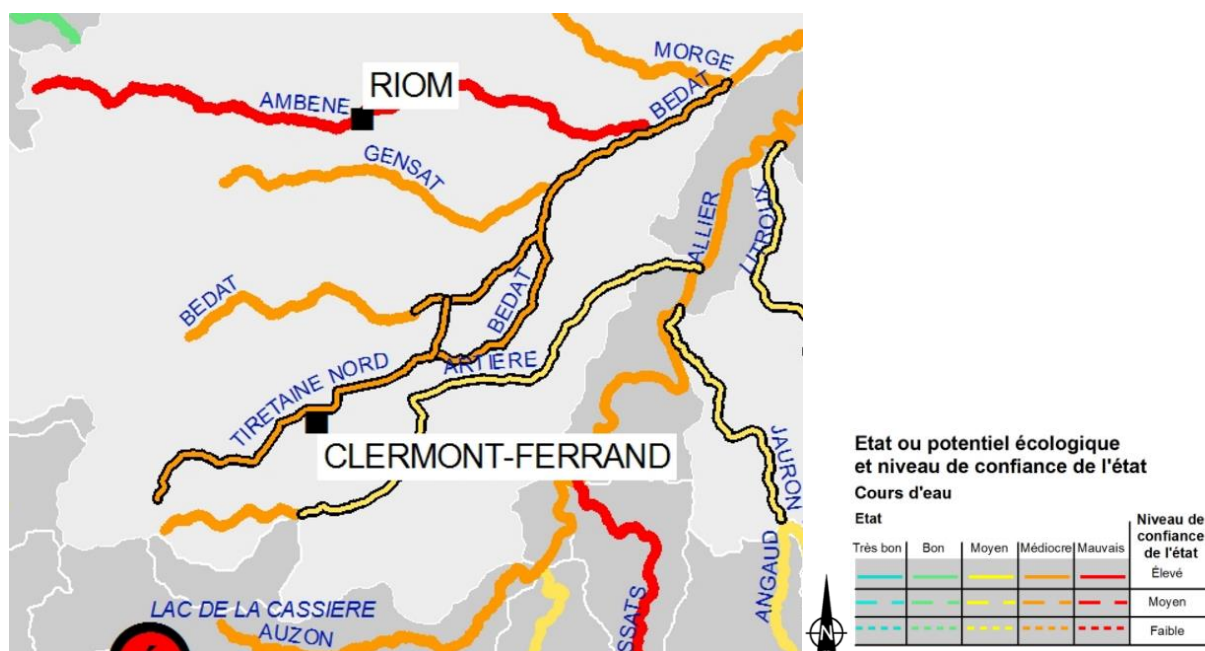 MORGE
BEDAT
RIOM
AMBENE
GENSAT
ALLIER
LITROUX
BEDAT
BEDAT
ARTIERE
TIRETAINE NORD
CLERMONT-FERRAND
JAURON
ANGAUD
LAC DE LA CASSIERE
AUZON
SSATS
Etat ou potentiel écologique
et niveau de confiance de l'état
Cours d'eau
Etat
Très bon Bon Moyen Médiocre Mauvais
Niveau de
confiance
de l'état
Élevé
Moyen
Faible
N